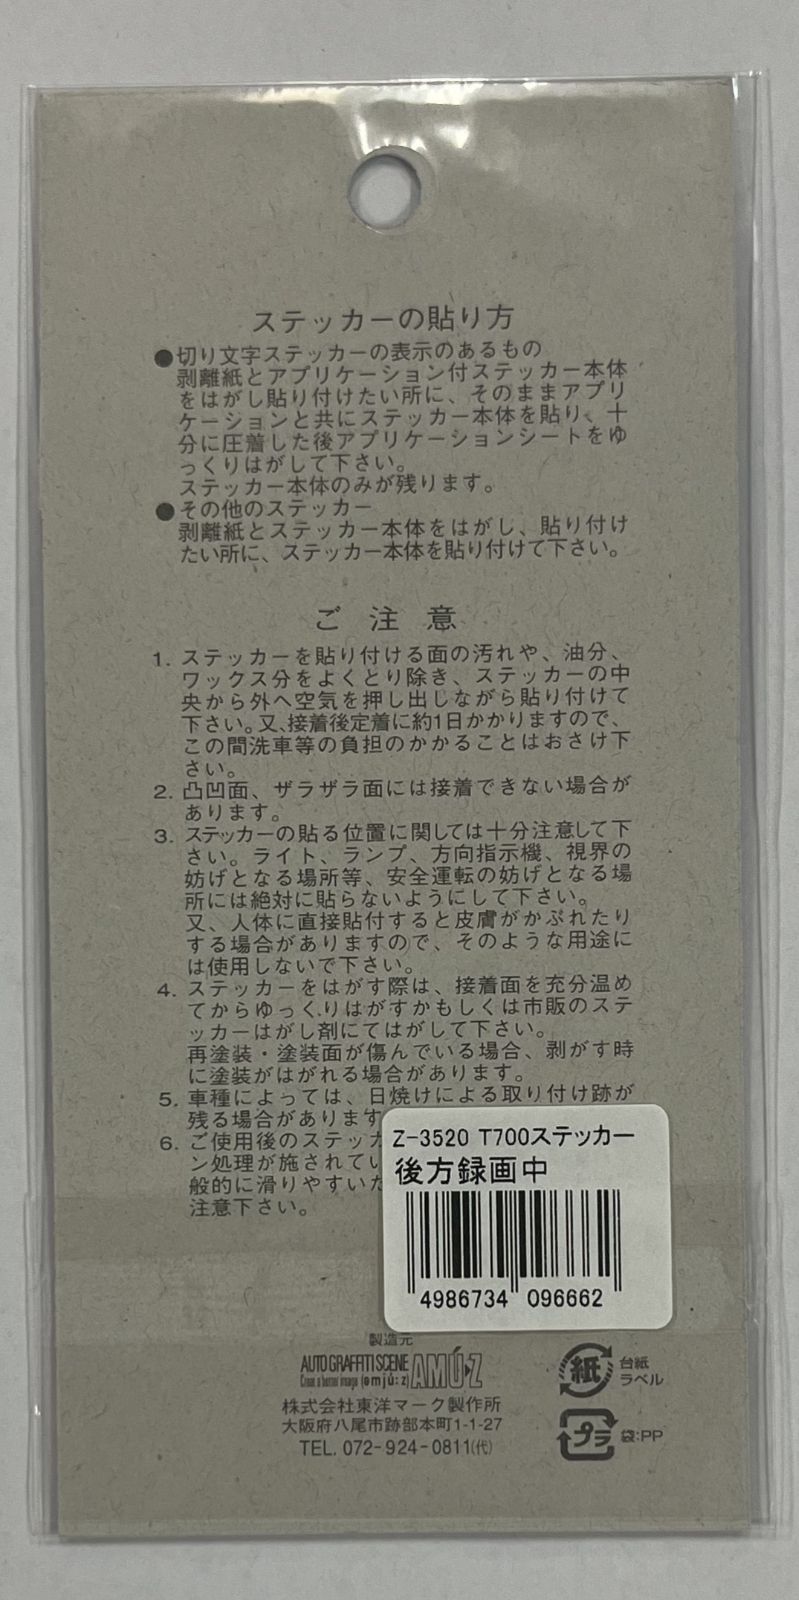 ステッカーの貼り方
●切り文字ステッカーの表示のあるもの
剥離紙とアプリケーション付ステッカー本体
をはがし貼り付けたい所に、そのままアプリ
ケーションと共にステッカー本体を貼り、十
分に圧着した後アプリケーションシートをゆ
っくりはがして下さい。
ステッカー本体のみが残ります。
●その他のステッカー
剥離紙とステッカー本体をはがし、貼り付け
たい所に、ステッカー本体を貼り付けて下さい。
ご注意
1. ステッカーを貼り付ける面の汚れや、油分、
ワックス分をよくとり除き、ステッカーの中
央から外へ空気を押し出しながら貼り付けて
下さい。又、接着後定着に約1日かかりますので、
この間洗車等の負担のかかることはおさけ下
さい。
2. 凸凹面、ザラザラ面には接着できない場合が
あります。
3. ステッカーの貼る位置に関しては十分注意して下
さい。ライト、ランプ、方向指示機、視界の
妨げとなる場所等、安全運転の妨げとなる場
所には絶対に貼らないようにして下さい。
又、人体に直接貼付すると皮膚がかぶれたり
する場合がありますので、そのような用途に
は使用しないで下さい。
4. ステッカーをはがす際は、接着面を充分温め
てからゆっくりはがすかもしくは市販のステ
ッカーはがし剤にてはがして下さい。
再塗装・塗装面が傷んでいる場合、剥がす時
に塗装がはがれる場合があります。
5. 車種によっては、日焼けによる取り付け跡が
残る場合があります
6. ご使用後のステッカ
ン処理が施されてい
般的に滑りやすいた
注意下さい。
Z-3520 T700ステッカー
後方録画中
4986734 096662
製造元
AUTO GRAFFITI SCENE
Create a burnin' image (əmjú:z) AMÚ-Z
株式会社東洋マーク製作所
大阪府八尾市跡部本町1-1-27
TEL. 072-924-0811(代)
紙 台紙
ラベル
プラ 袋:PP